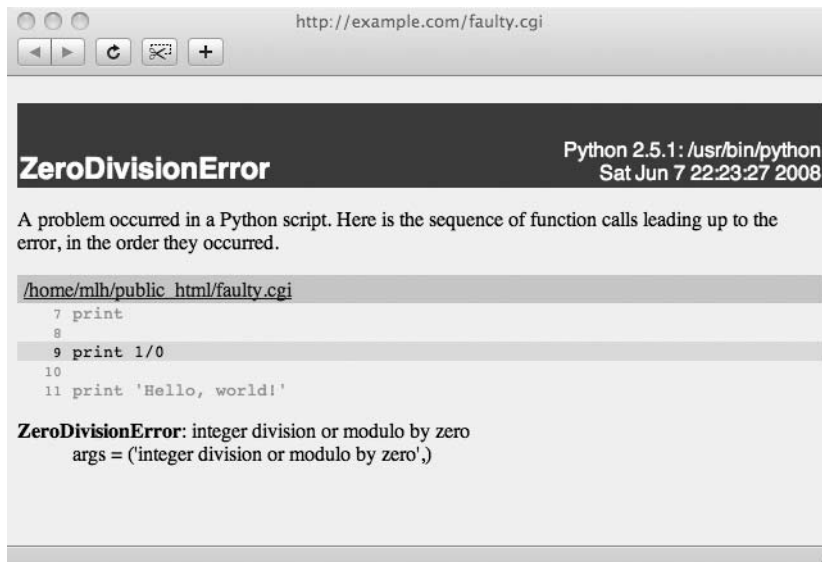 http://example.com/faulty.cgi
ZeroDivisionError
Python 2.5.1: /usr/bin/python
Sat Jun 7 22:23:27 2008
A problem occurred in a Python script. Here is the sequence of function calls leading up to the
error, in the order they occurred.
/home/mlh/public_html/faulty.cgi
7 print
8
9 print 1/0
10
11 print 'Hello, world!'
ZeroDivisionError: integer division or modulo by zero
args = ('integer division or modulo by zero',)